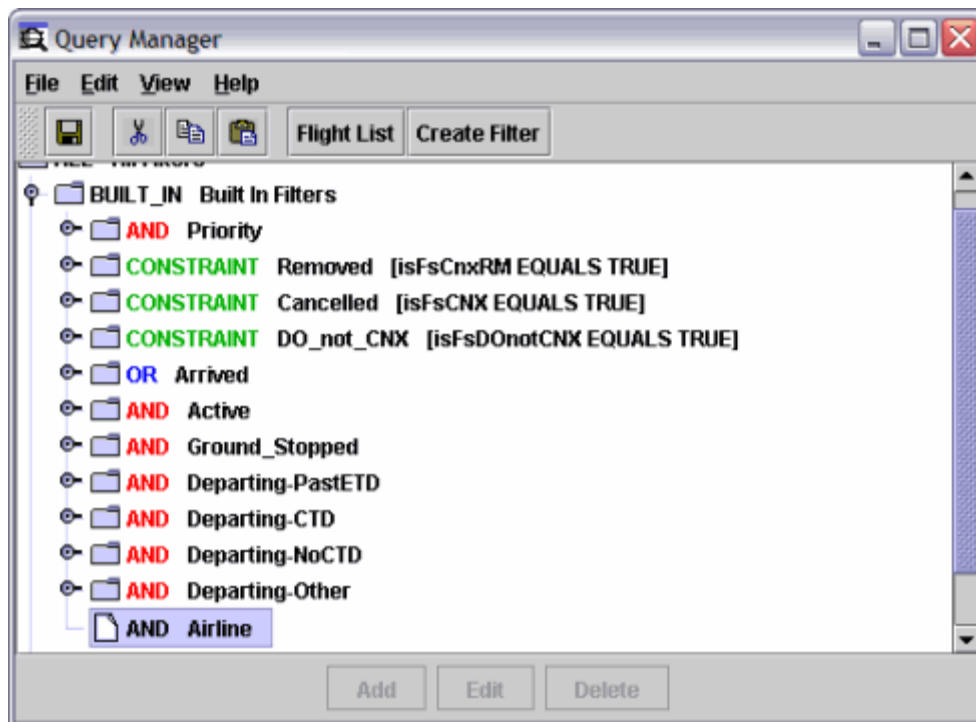 Query Manager
File Edit View Help
Flight List Create Filter
BUILT_IN Built In Filters
AND Priority
CONSTRAINT Removed [isFsCnxRM EQUALS TRUE]
CONSTRAINT Cancelled [isFsCNX EQUALS TRUE]
CONSTRAINT DO_not_CNX [isFsDOnotCNX EQUALS TRUE]
OR Arrived
AND Active
AND Ground_Stopped
AND Departing-PastETD
AND Departing-CTD
AND Departing-NoCTD
AND Departing-Other
AND Airline
Add Edit Delete